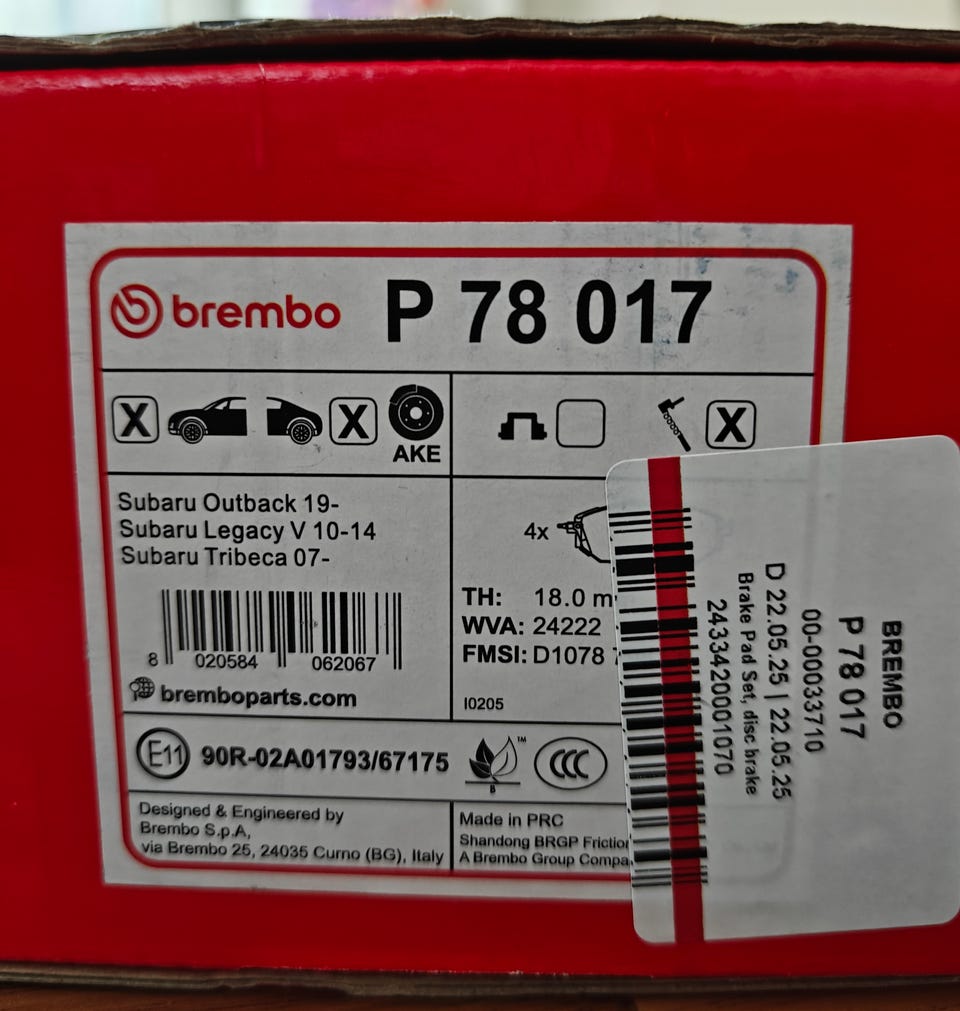 brembo P 78 017
X X AKE X
Subaru Outback 19-
Subaru Legacy V 10-14
Subaru Tribeca 07-
8 020584 062067
bremboparts.com
4x
TH: 18.0 m
WVA: 24222
FMSI: D1078
I0205
E11 90R-02A01793/67175
B ™ CCC
Designed & Engineered by
Brembo S.p.A,
via Brembo 25, 24035 Curno (BG), Italy
Made in PRC
Shandong BRGP Friction
A Brembo Group Compa
BREMBO
P 78 017
00-00033710
D 22.05.25 | 22.05.25
Brake Pad Set, disc brake
2433420001070